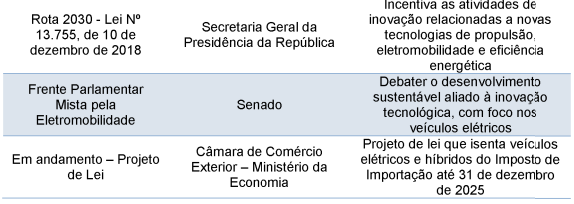 Rota 2030 - Lei Nº
13.755, de 10 de
dezembro de 2018
Secretaria Geral da
Presidência da República
Incentiva as atividades de
inovação relacionadas a novas
tecnologias de propulsão,
eletromobilidade e eficiência
energética
Frente Parlamentar
Mista pela
Eletromobilidade
Senado
Debater o desenvolvimento
sustentável aliado à inovação
tecnológica, com foco nos
veículos elétricos
Em andamento – Projeto
de Lei
Câmara de Comércio
Exterior – Ministério da
Economia
Projeto de lei que isenta veículos
elétricos e híbridos do Imposto de
Importação até 31 de dezembro
de 2025